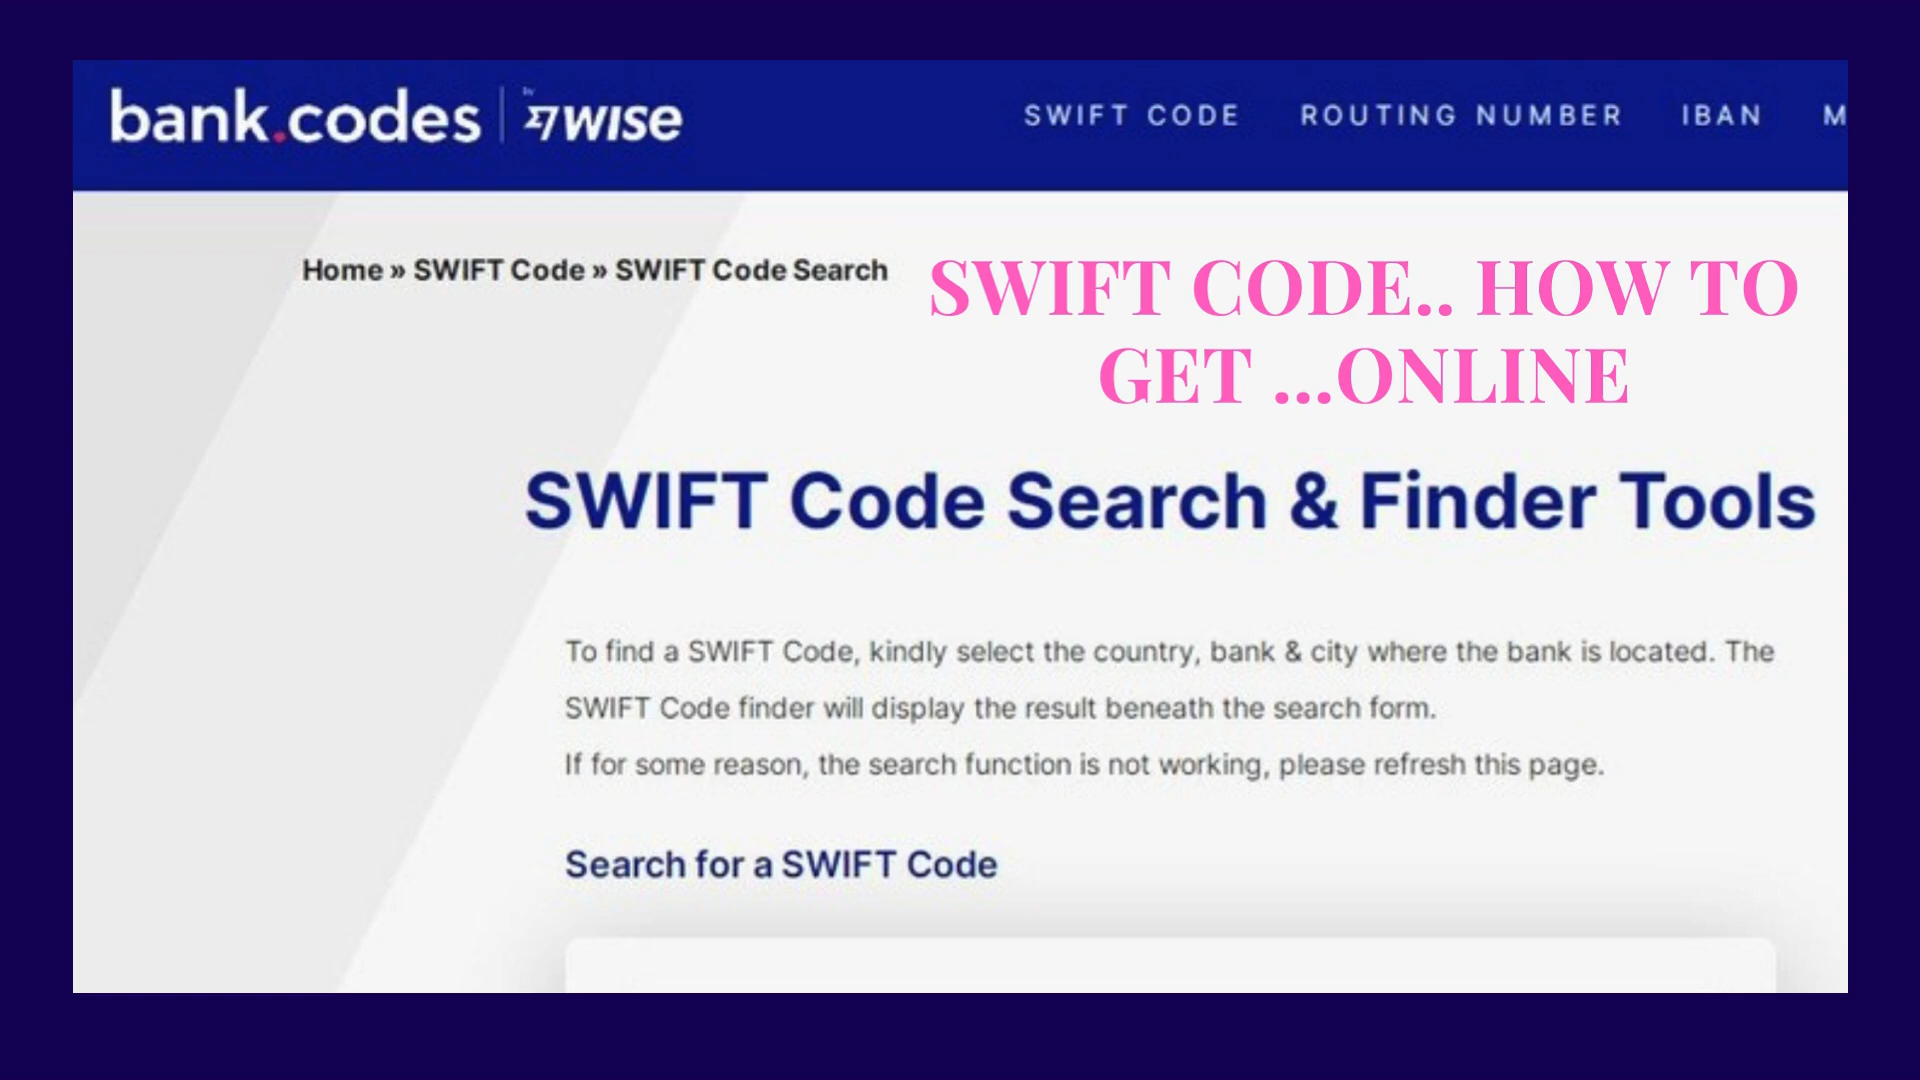 bank.codes by WISE
SWIFT CODE ROUTING NUMBER IBAN M
Home » SWIFT Code » SWIFT Code Search
SWIFT CODE.. HOW TO
GET ...ONLINE
SWIFT Code Search & Finder Tools
To find a SWIFT Code, kindly select the country, bank & city where the bank is located. The
SWIFT Code finder will display the result beneath the search form.
If for some reason, the search function is not working, please refresh this page.
Search for a SWIFT Code